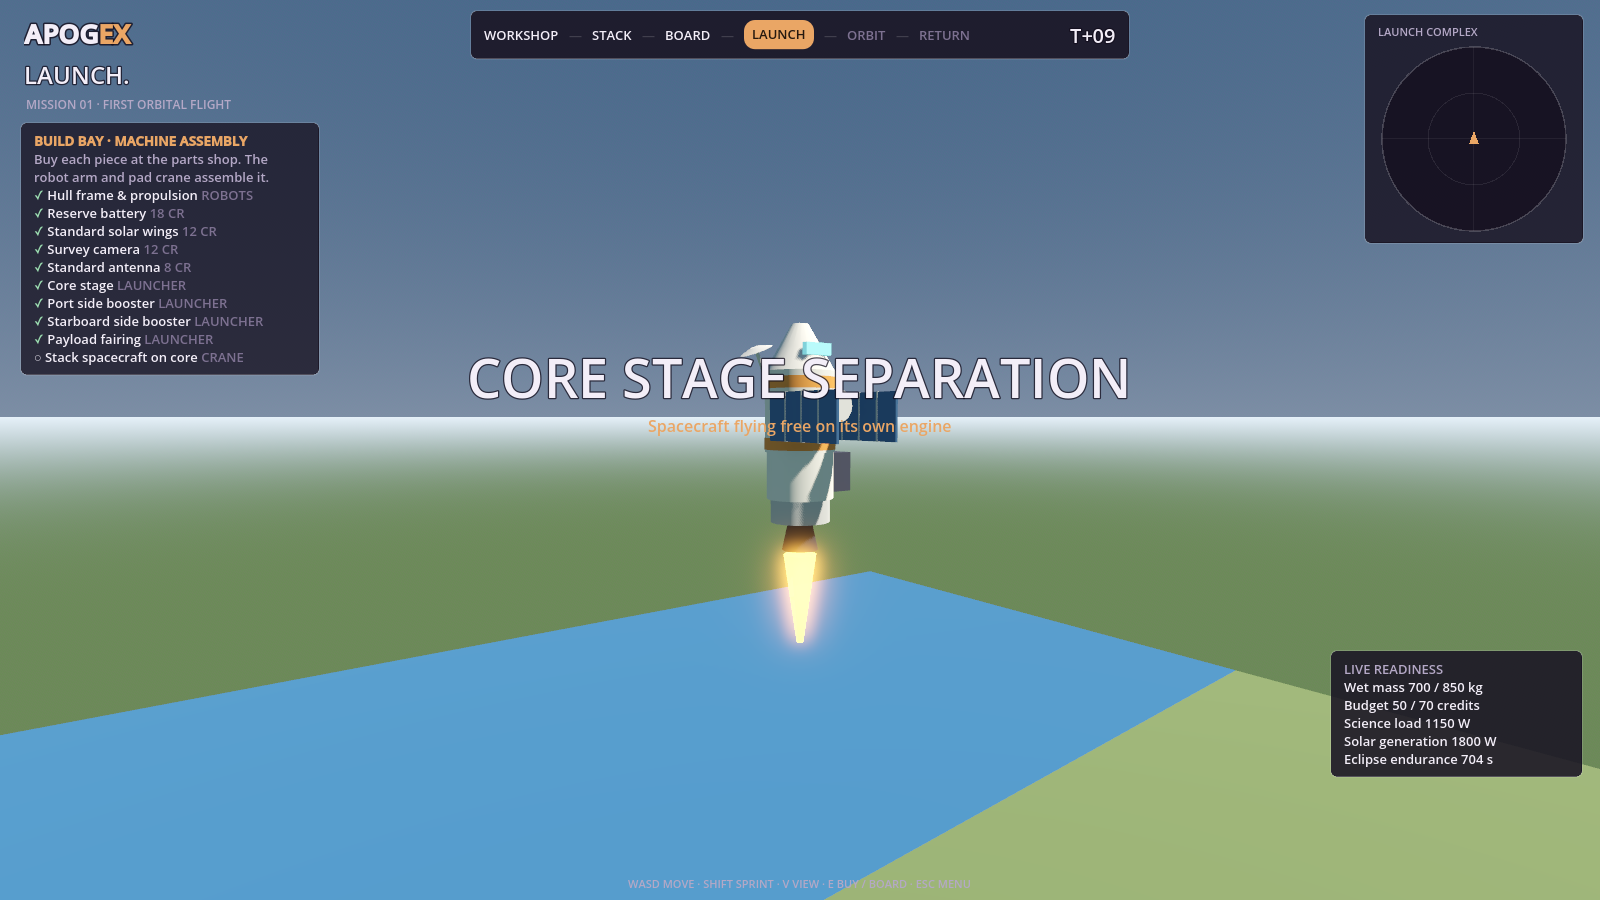 APOGEX
LAUNCH.
MISSION 01 · FIRST ORBITAL FLIGHT
BUILD BAY · MACHINE ASSEMBLY
Buy each piece at the parts shop. The
robot arm and pad crane assemble it.
✓ Hull frame & propulsion ROBOTS
✓ Reserve battery 18 CR
✓ Standard solar wings 12 CR
✓ Survey camera 12 CR
✓ Standard antenna 8 CR
✓ Core stage LAUNCHER
✓ Port side booster LAUNCHER
✓ Starboard side booster LAUNCHER
✓ Payload fairing LAUNCHER
○ Stack spacecraft on core CRANE
WORKSHOP — STACK — BOARD — LAUNCH — ORBIT — RETURN T+09
LAUNCH COMPLEX
CORE STAGE SEPARATION
Spacecraft flying free on its own engine
LIVE READINESS
Wet mass 700 / 850 kg
Budget 50 / 70 credits
Science load 1150 W
Solar generation 1800 W
Eclipse endurance 704 s
WASD MOVE · SHIFT SPRINT · V VIEW · E BUY / BOARD · ESC MENU